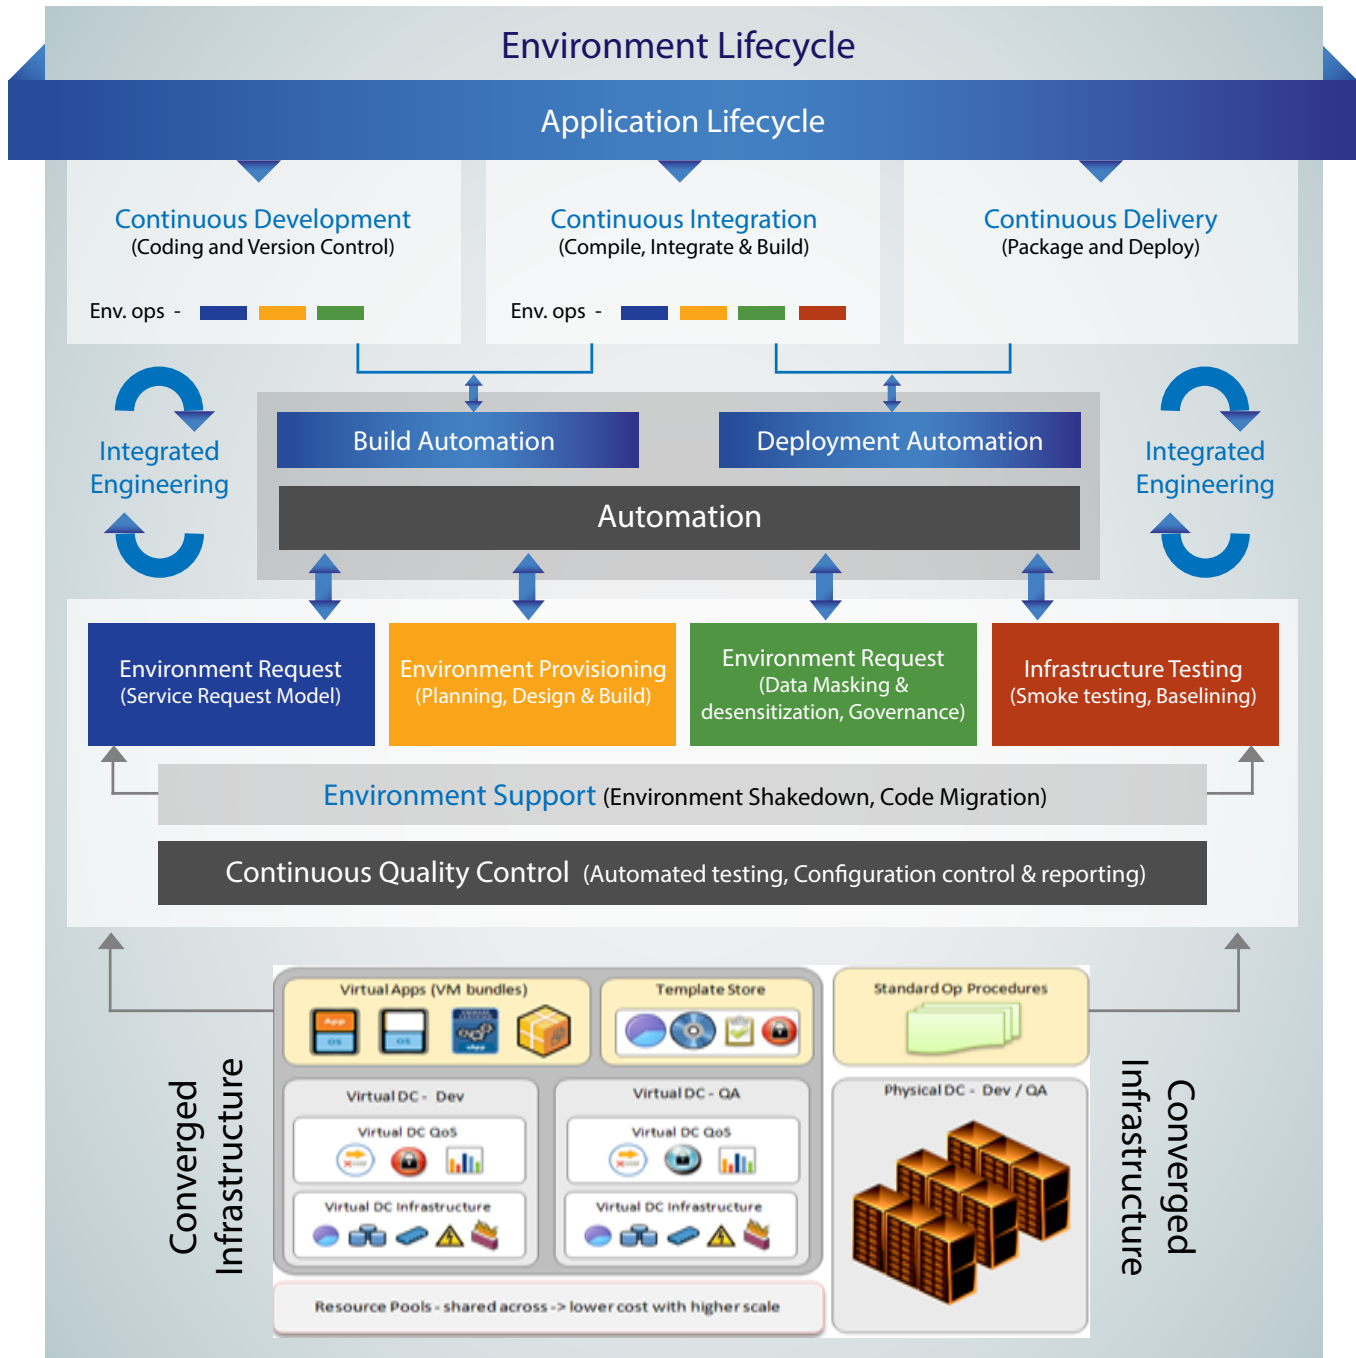 Environment Lifecycle
Application Lifecycle
Continuous Development
(Coding and Version Control)
Env. ops -
Continuous Integration
(Compile, Integrate & Build)
Env. ops -
Continuous Delivery
(Package and Deploy)
Integrated
Engineering
Build Automation
Deployment Automation
Automation
Integrated
Engineering
Environment Request
(Service Request Model)
Environment Provisioning
(Planning, Design & Build)
Environment Request
(Data Masking &
desensitization, Governance)
Infrastructure Testing
(Smoke testing, Baselining)
Environment Support (Environment Shakedown, Code Migration)
Continuous Quality Control (Automated testing, Configuration control & reporting)
Converged
Infrastructure
Virtual Apps (VM bundles)
App
OS
OS
Template Store
Standard Op Procedures
Virtual DC - Dev
Virtual DC QoS
Virtual DC Infrastructure
Virtual DC - QA
Virtual DC QoS
Virtual DC Infrastructure
Physical DC - Dev / QA
Resource Pools - shared across -> lower cost with higher scale
Converged
Infrastructure